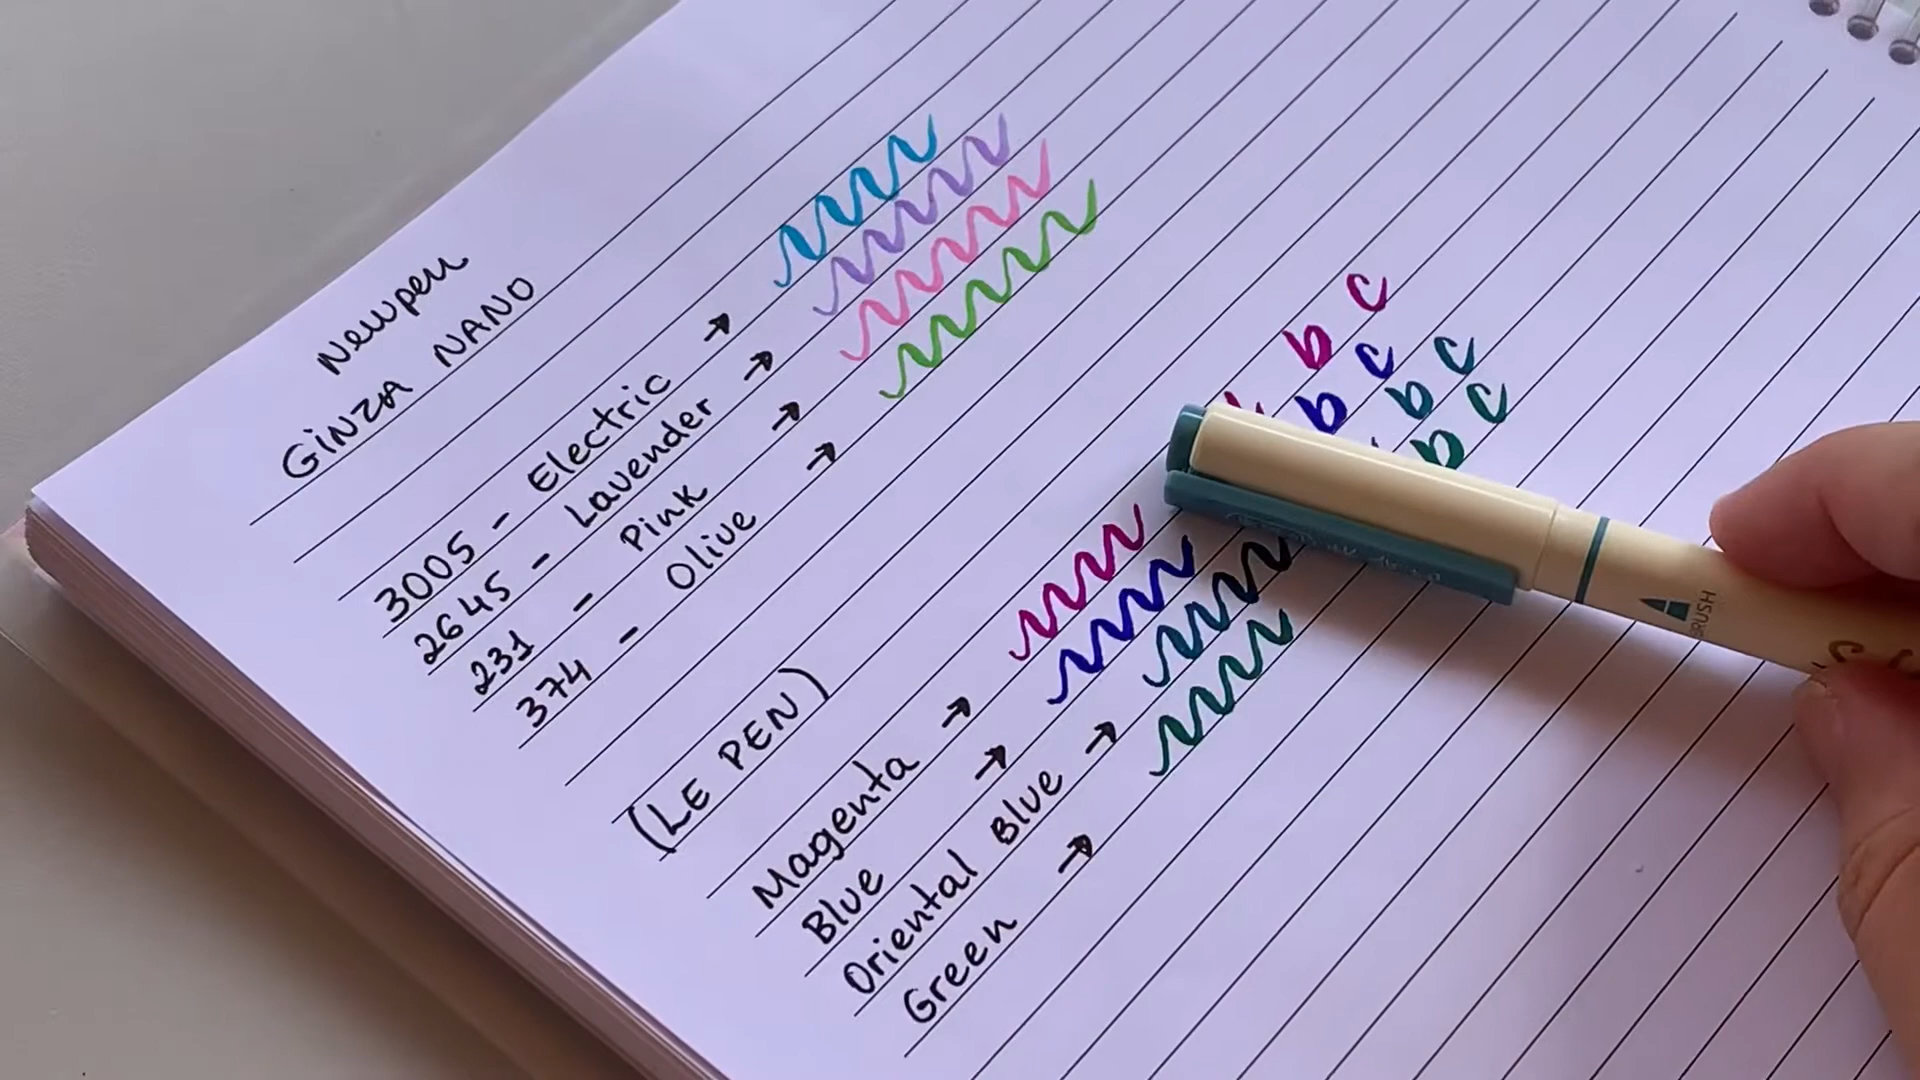 Newpen
GINZA NANO
3005 - Electric →
2645 - Lavender →
231 - Pink →
374 - Olive →
(LE PEN)
Magenta →
Blue →
Oriental Blue →
Green →
b c
b c
b c
b c
BRUSH